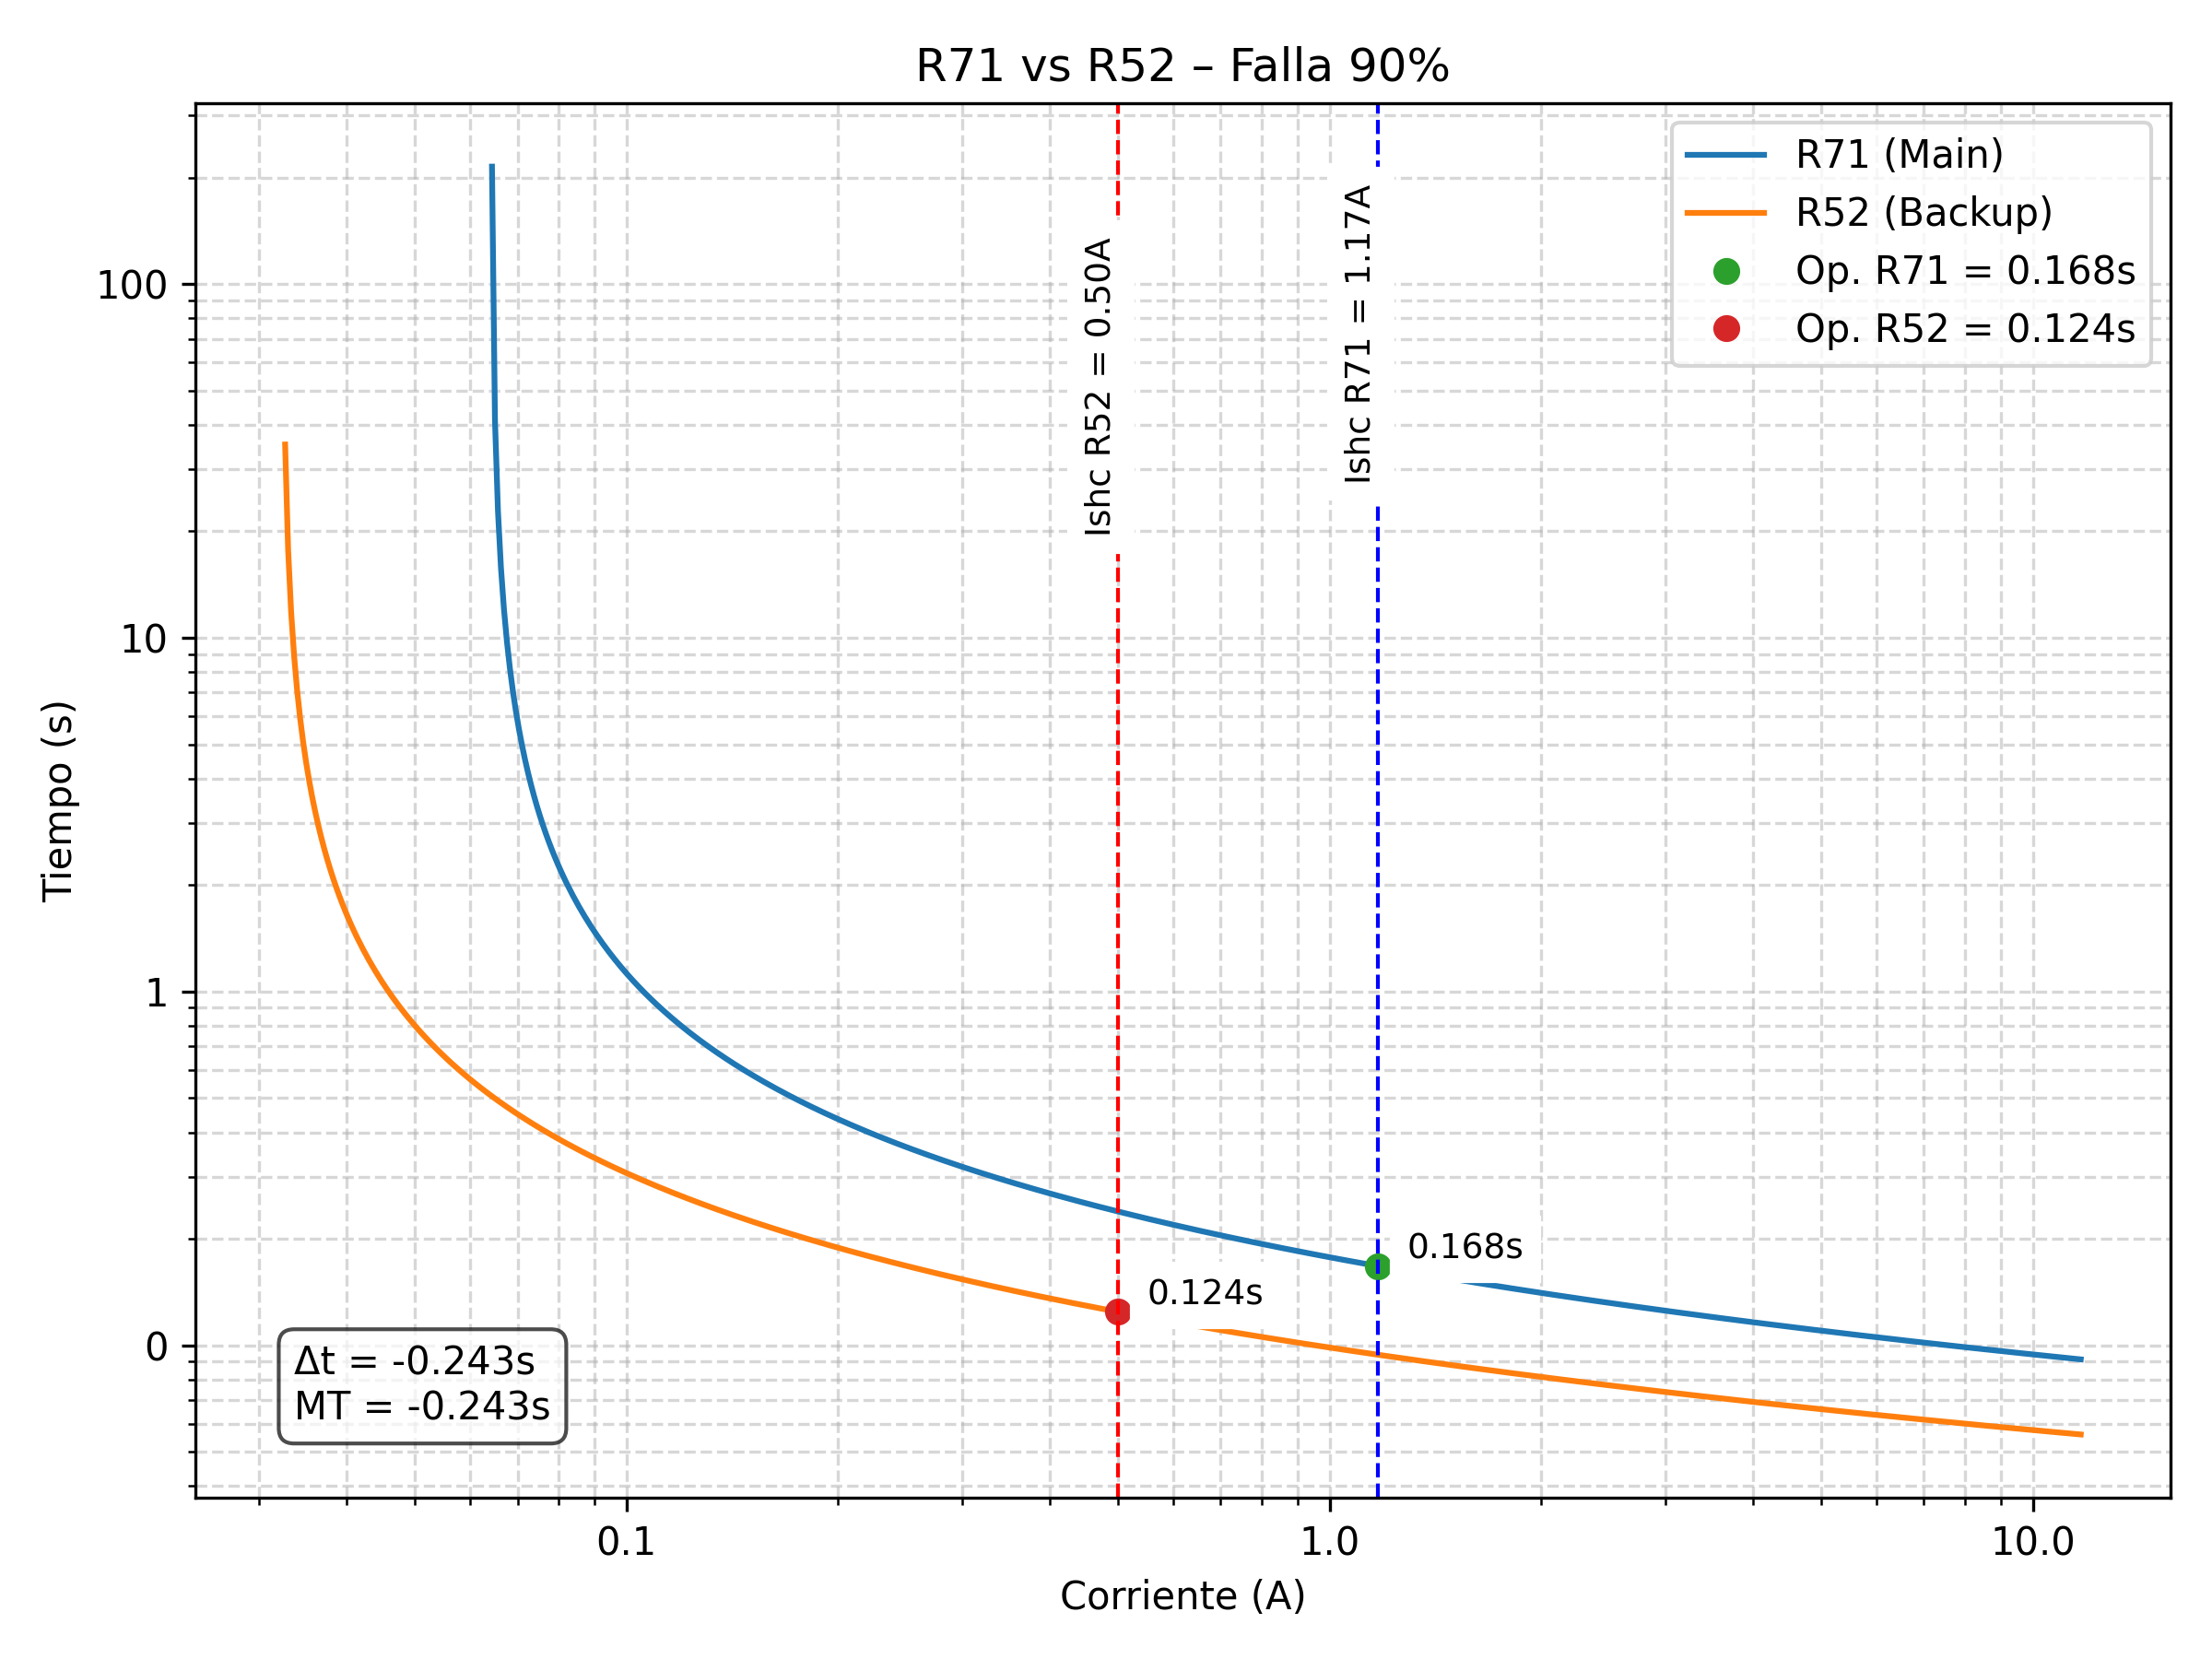 R71 vs R52 – Falla 90%
R71 (Main)
R52 (Backup)
Op. R71 = 0.168s
Op. R52 = 0.124s
Ishc R52 = 0.50A
Ishc R71 = 1.17A
100
10
1
0
Tiempo (s)
0.168s
0.124s
Δt = -0.243s
MT = -0.243s
0.1
1.0
10.0
Corriente (A)